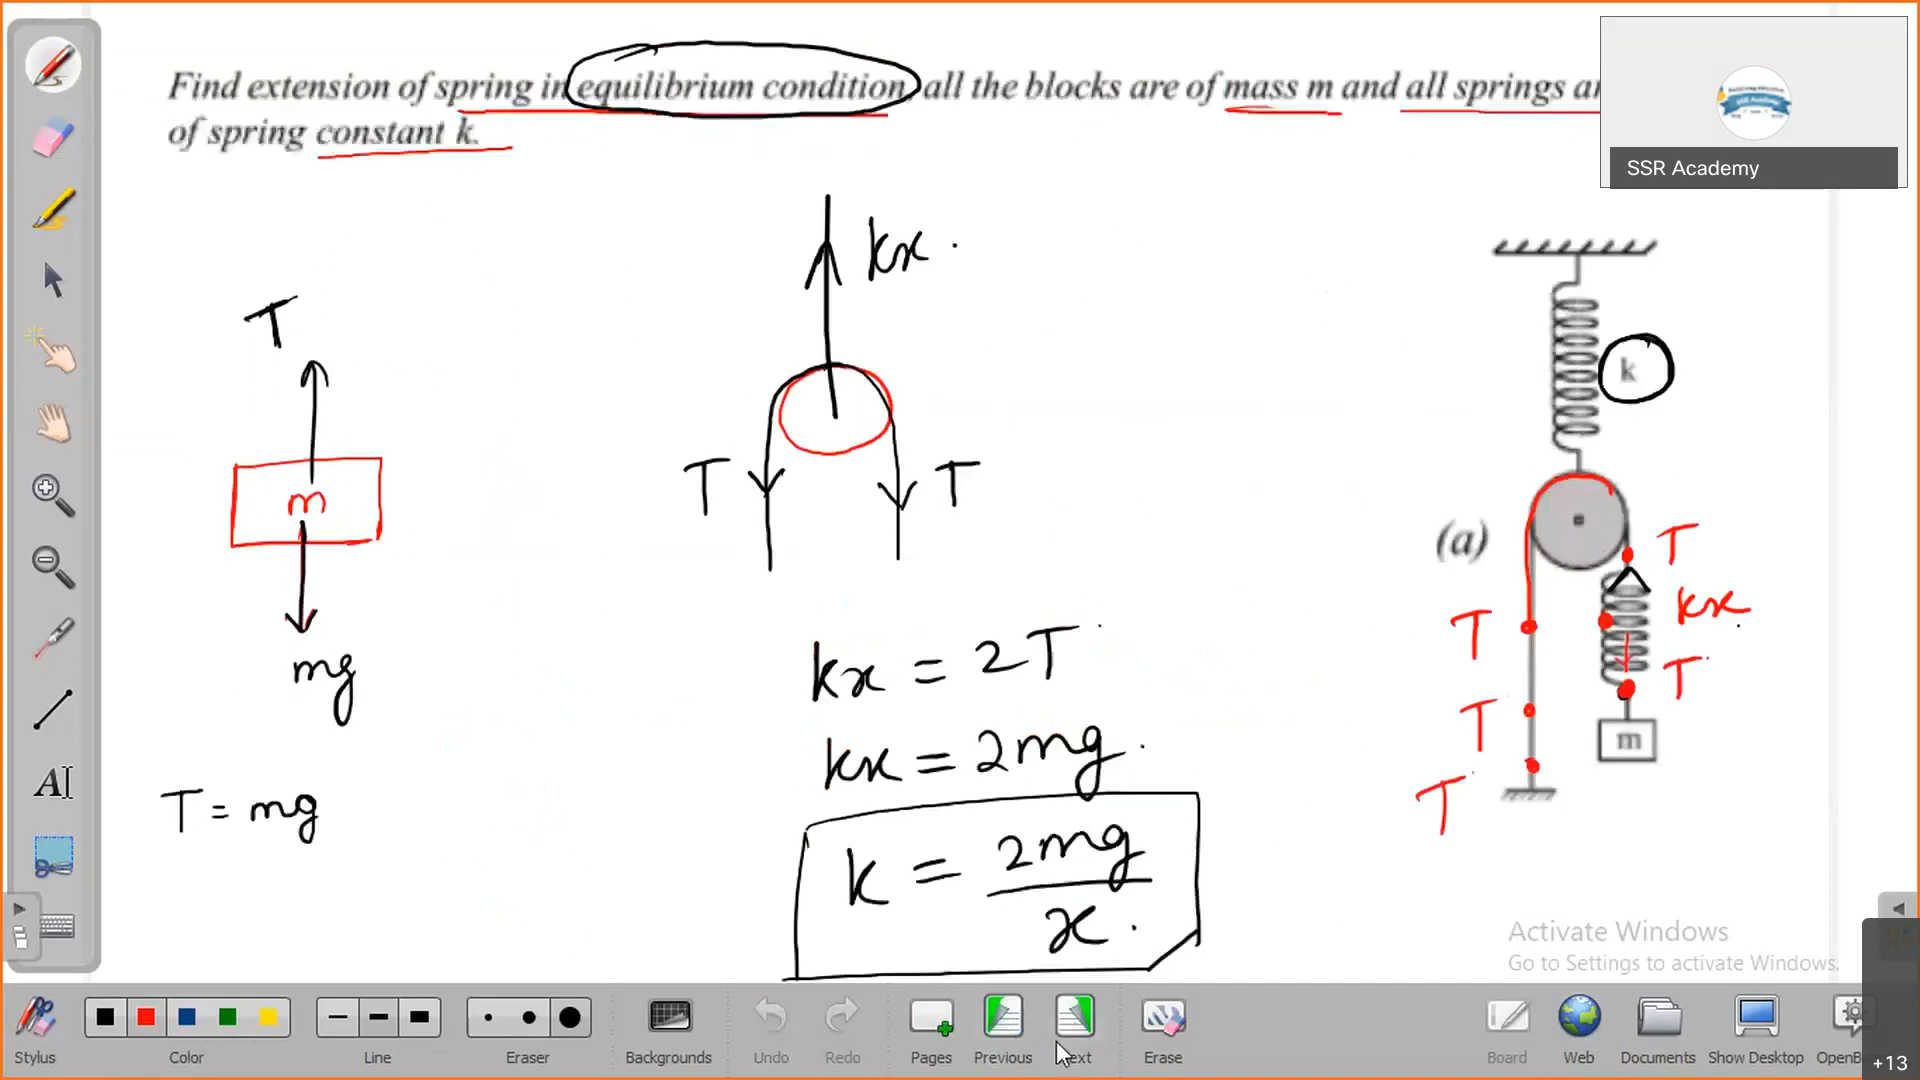 Find extension of spring in equilibrium condition, all the blocks are of mass m and all springs
of spring constant k.
SSR Academy
kx
T
k
m
T
T
mg
(a)
T
T
kx
T
T
T
m
kx = 2T
kx = 2mg
T = mg
k = 2mg
x
Activate Windows
Go to Settings to activate Windows.
Stylus
Color
Line
Eraser
Backgrounds
Undo
Redo
Pages
Previous
Erase
Board
Web
Documents
Show Desktop
+13